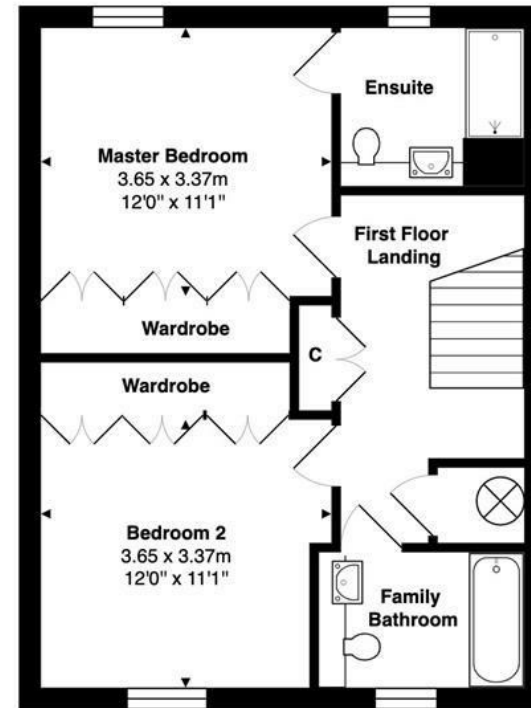 Ensuite
Master Bedroom
3.65 x 3.37m
12'0" x 11'1"
First Floor
Landing
Wardrobe
C
Wardrobe
Bedroom 2
3.65 x 3.37m
12'0" x 11'1"
Family
Bathroom